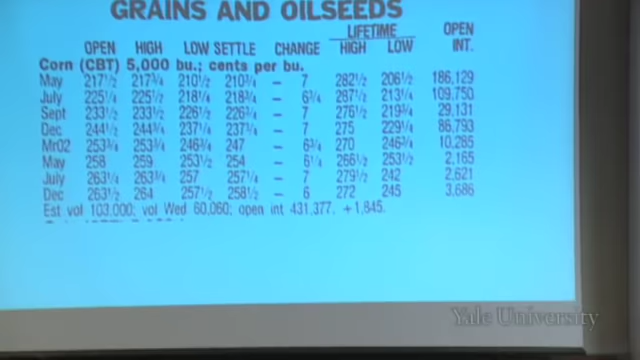 GRAINS AND OILSEEDS
LIFETIME OPEN
OPEN HIGH LOW SETTLE CHANGE HIGH LOW INT.
Corn (CBT) 5,000 bu.; cents per bu.
May 217½ 217¾ 210½ 210¾ – 7 282½ 206½ 186,129
July 225¼ 225½ 218¼ 218¾ – 6¾ 287½ 213¼ 109,750
Sept 233½ 233½ 226½ 226¾ – 7 276½ 219¾ 29,131
Dec 244½ 244¾ 237¼ 237¾ – 7 275 229¼ 86,793
Mr02 253¾ 253¾ 246¾ 247 – 6¾ 270 246¾ 10,285
May 258 259 253½ 254 – 6¼ 266½ 253½ 2,165
July 263¼ 263¾ 257 257¼ – 7 279½ 242 2,621
Dec 263½ 264 257½ 258½ – 6 272 245 3,686
Est vol 103,000; vol Wed 60,060; open int 431,377, +1,845.
Yale University